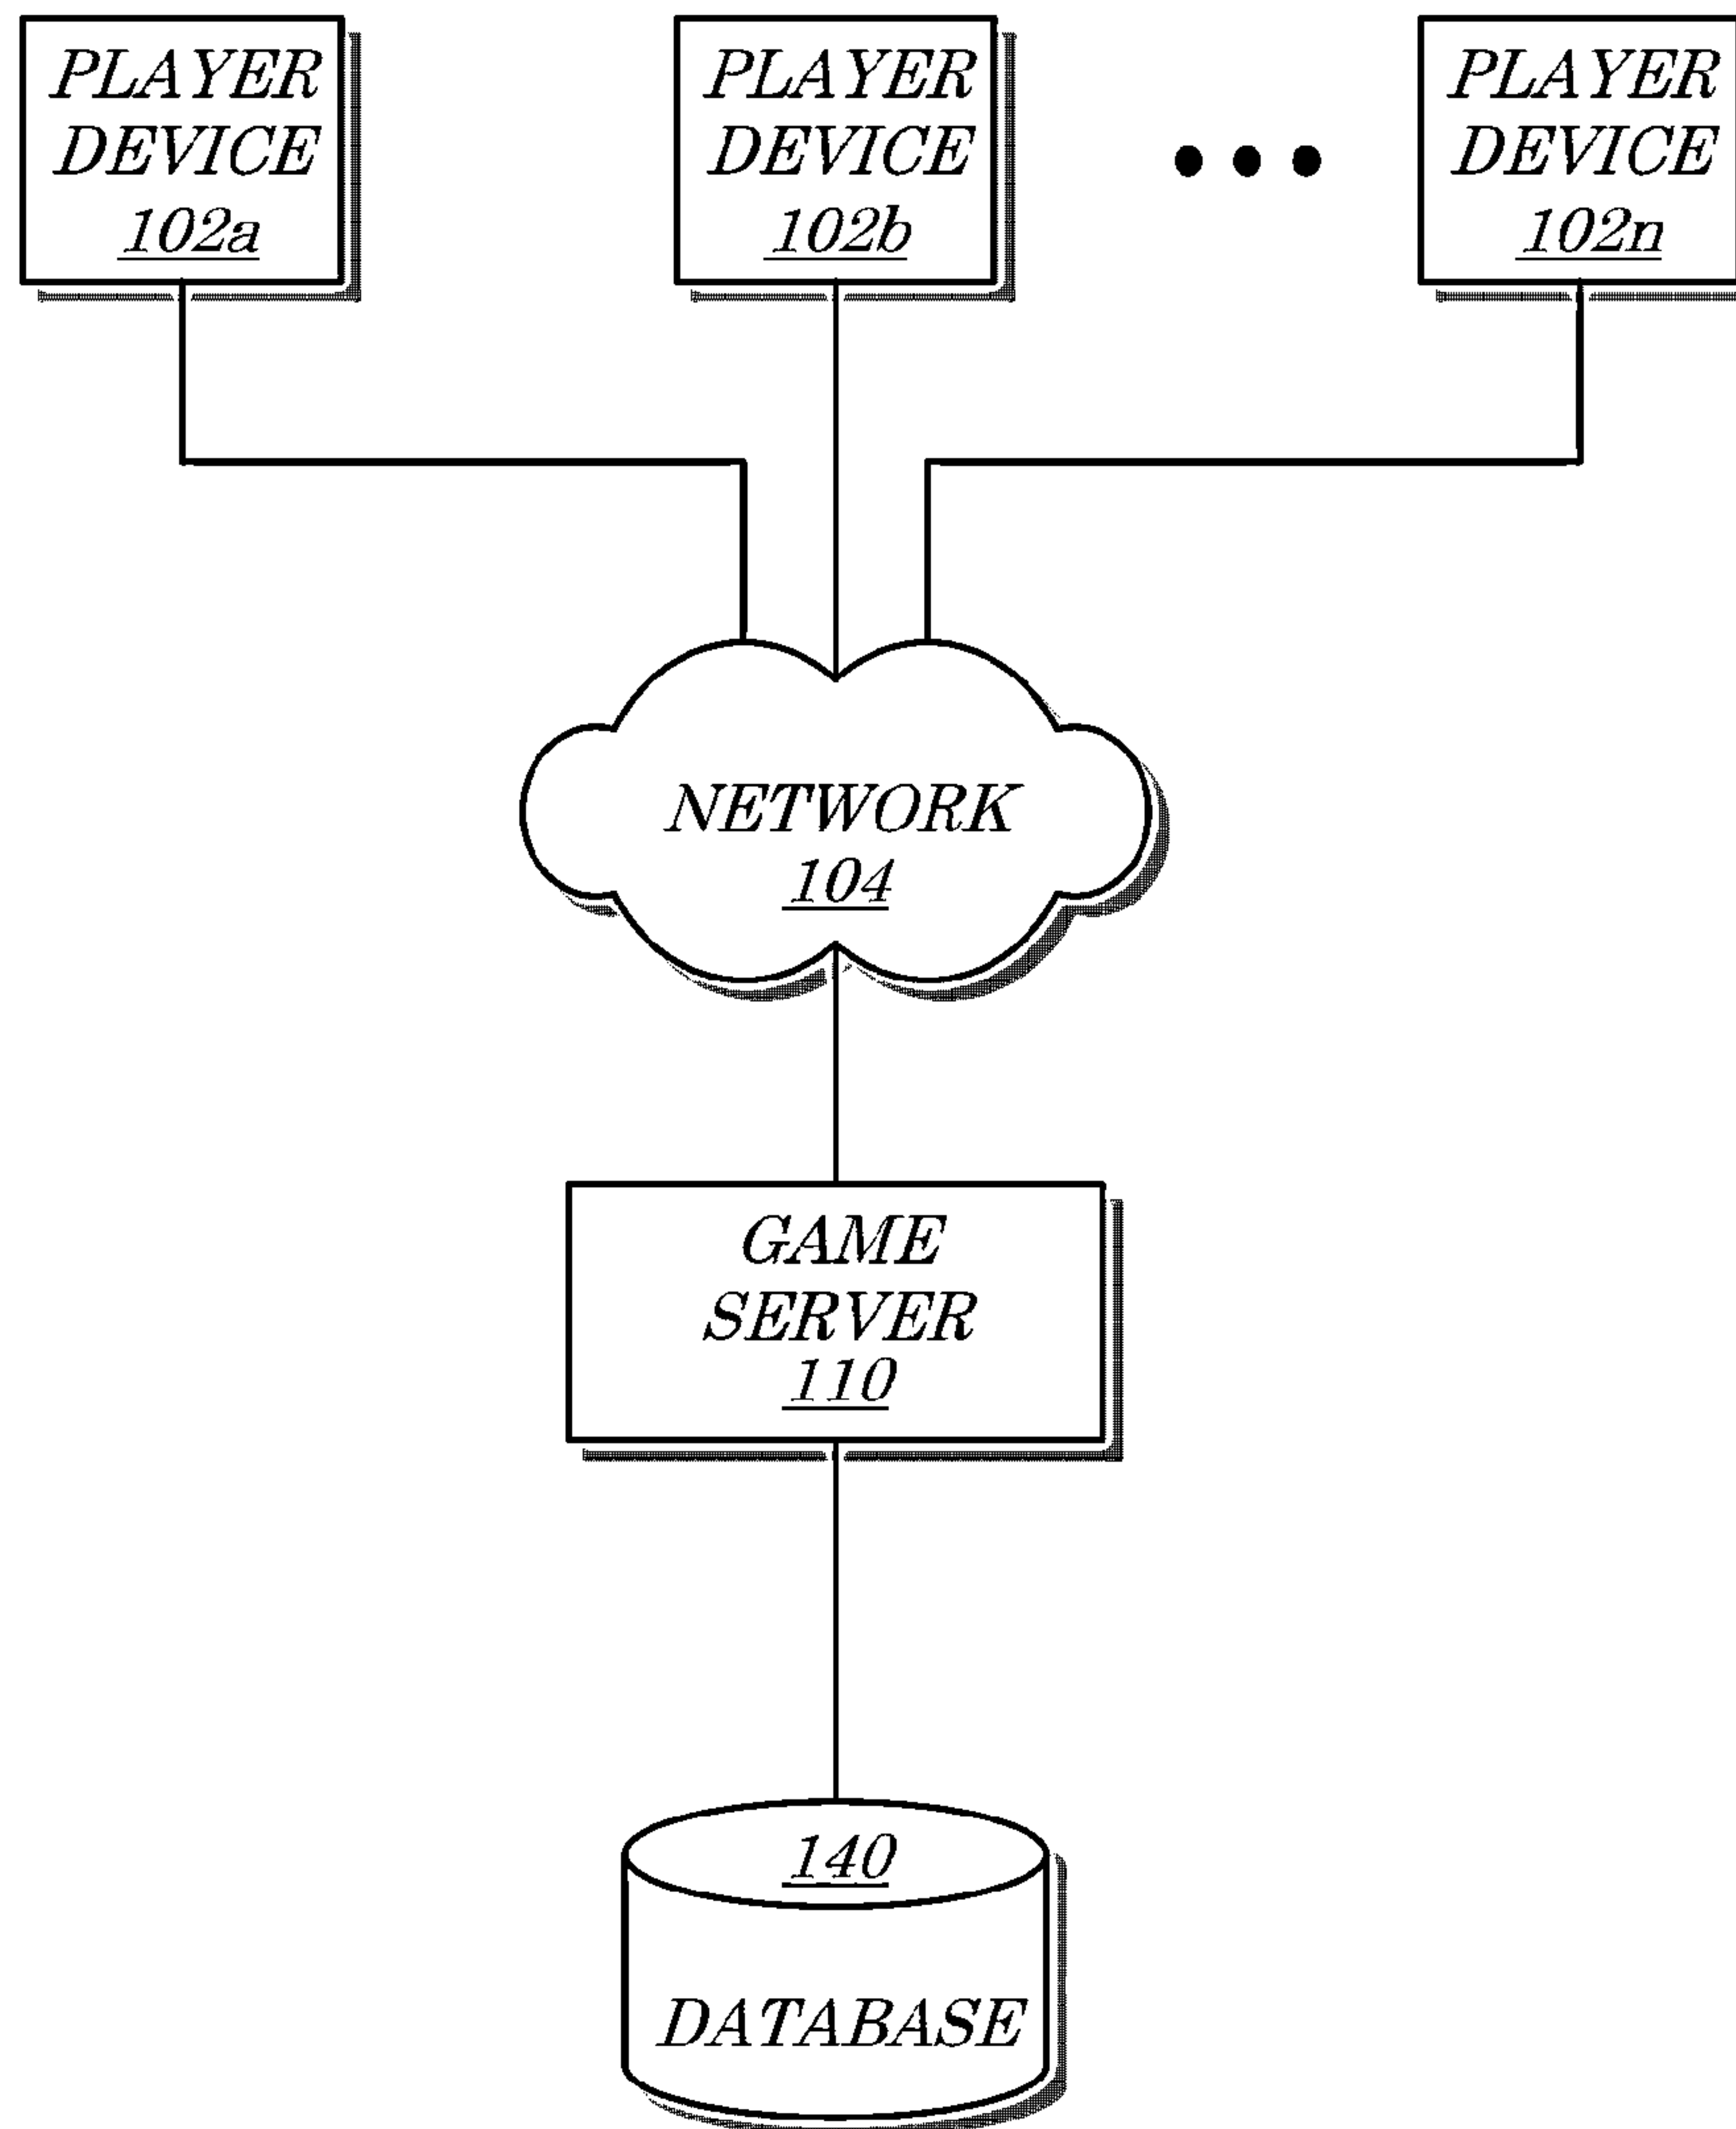 PLAYER
DEVICE
102a
PLAYER
DEVICE
102b
PLAYER
DEVICE
102n
NETWORK
104
GAME
SERVER
110
140
DATABASE